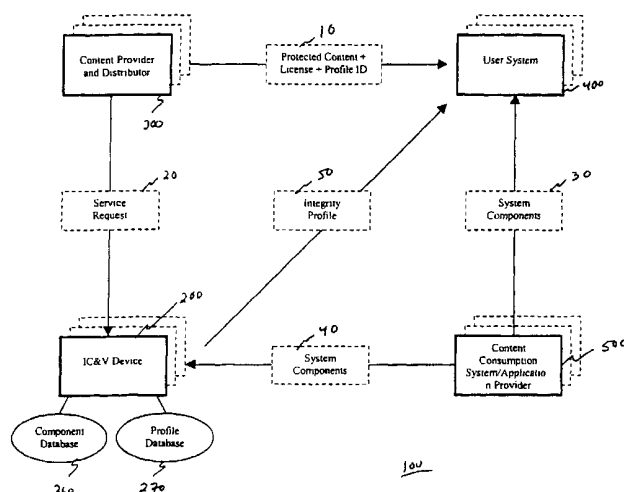 10
Content Provider
and Distributor
Protected Content +
License + Profile ID
User System
300
400
20
50
30
Service
Request
Integrity
Profile
System
Components
200
40
IC&V Device
System
Components
Content
Consumption
System/Applicatio
n Provider
500
Component
Database
Profile
Database
260
270
100